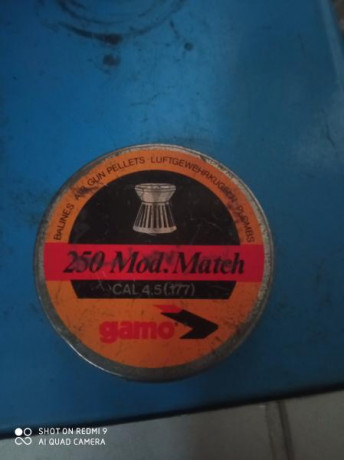 BALINES · AIR GUN PELLETS · LUFTGEWEHRKUGELN · PLOMBS
250 Mod. Match
CAL 4.5 (.177)
gamo
SHOT ON REDMI 9
AI QUAD CAMERA